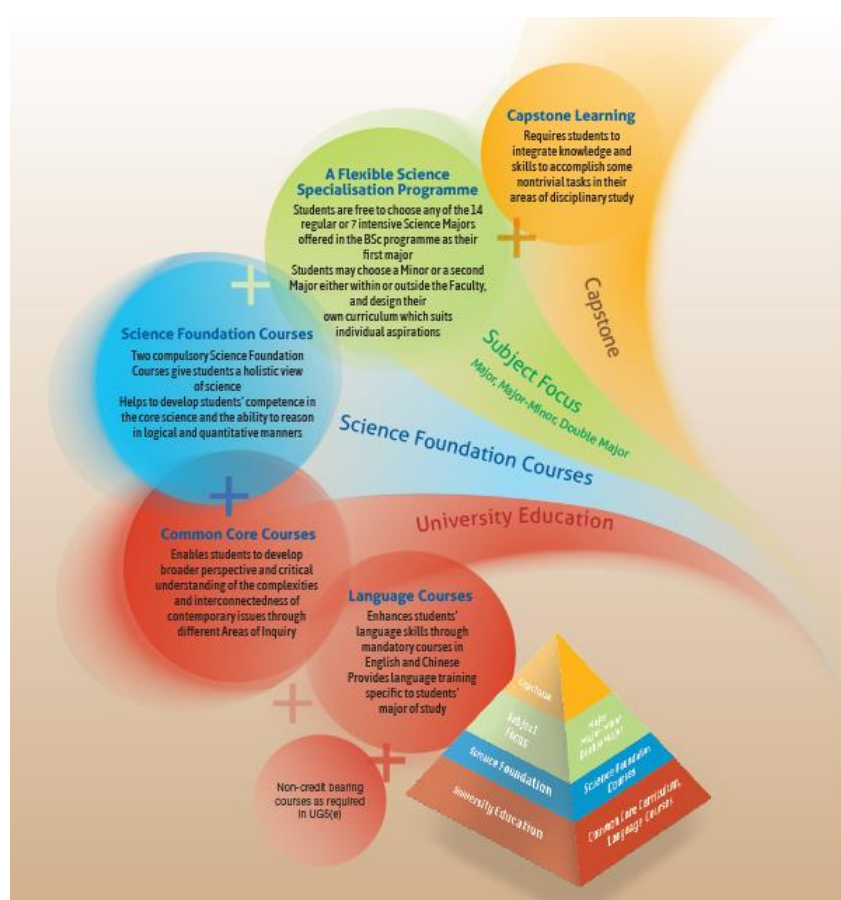 Capstone Learning
Requires students to
integrate knowledge and
skills to accomplish some
nontrivial tasks in their
areas of disciplinary study
A Flexible Science
Specialisation Programme
Students are free to choose any of the 14
regular or 7 intensive Science Majors
offered in the BSc programme as their
first major
Students may choose a Minor or a second
Major either within or outside the Faculty,
and design their
own curriculum which suits
individual aspirations
Capstone
Subject Focus
Major, Major-Minor, Double Major
Science Foundation Courses
Two compulsory Science Foundation
Courses give students a holistic view
of science
Helps to develop students' competence in
the core science and the ability to reason
in logical and quantitative manners
Science Foundation Courses
University Education
Common Core Courses
Enables students to develop
broader perspective and critical
understanding of the complexities
and interconnectedness of
contemporary issues through
different Areas of Inquiry
Language Courses
Enhances students'
language skills through
mandatory courses in
English and Chinese
Provides language training
specific to students'
major of study
Non-credit bearing
courses as required
in UG5(e)
Capstone
Subject
Focus
Science Foundation
University Education
Major
Major-Minor
Double Major
Science Foundation
Courses
Common Core Curriculum,
Language Courses